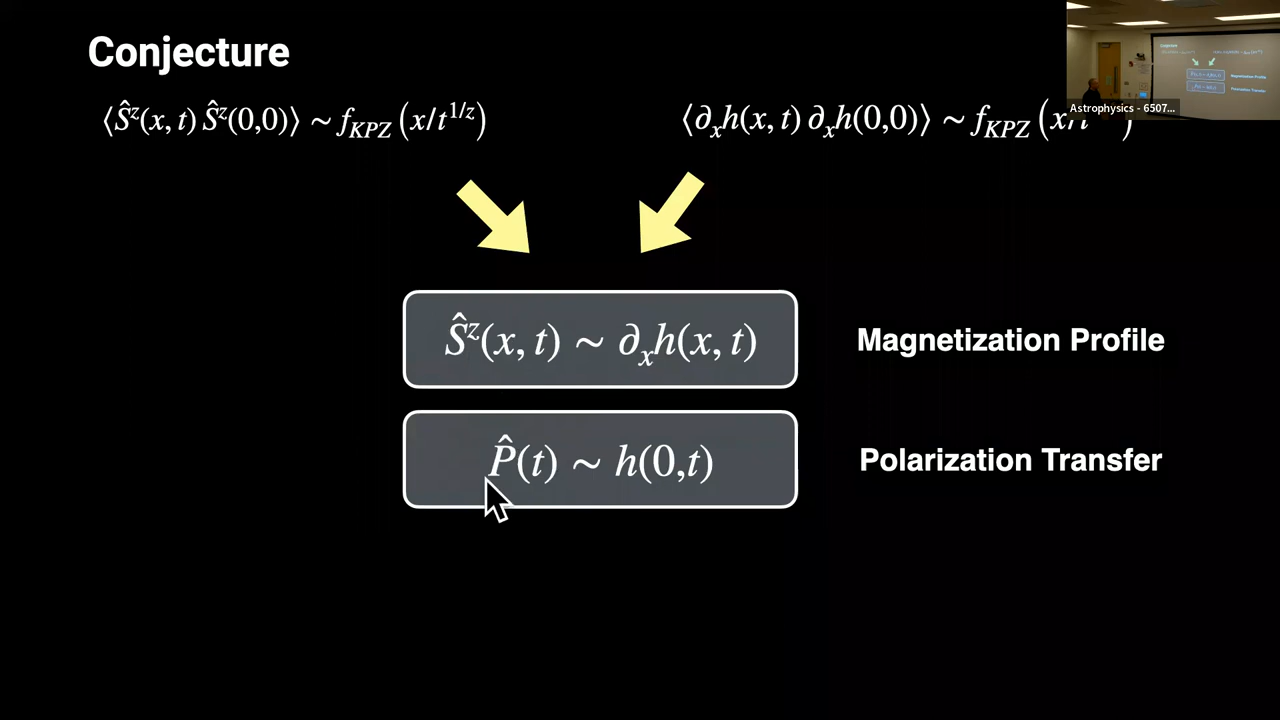 Conjecture
⟨Ŝᶻ(x, t) Ŝᶻ(0,0)⟩ ~ f_KPZ (x/t^{1/z})
⟨∂ₓh(x, t) ∂ₓh(0,0)⟩ ~ f_KPZ (x/t
Astrophysics - 6507...
Ŝᶻ(x, t) ~ ∂ₓh(x, t)
Magnetization Profile
P̂(t) ~ h(0,t)
Polarization Transfer